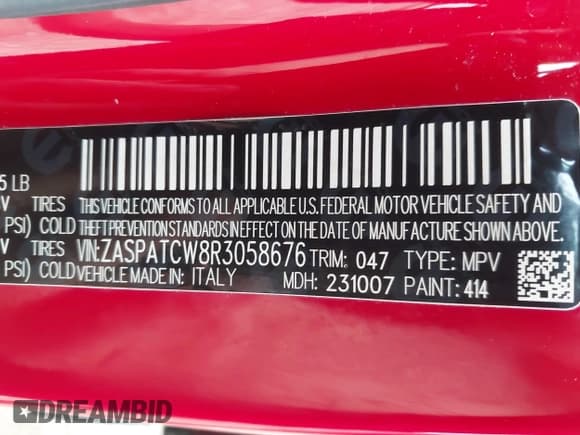 5 LB
TIRES THIS VEHICLE CONFORMS TO ALL APPLICABLE U.S. FEDERAL MOTOR VEHICLE SAFETY AND
PSI) COLD THEFT PREVENTION STANDARDS IN EFFECT ON THE DATE OF MANUFACTURE SHOWN ABOVE.
TIRES VIN:ZASPATCW8R3058676 TRIM: 047 TYPE: MPV
PSI) COLD VEHICLE MADE IN: ITALY MDH: 231007 PAINT: 414
DREAMBID